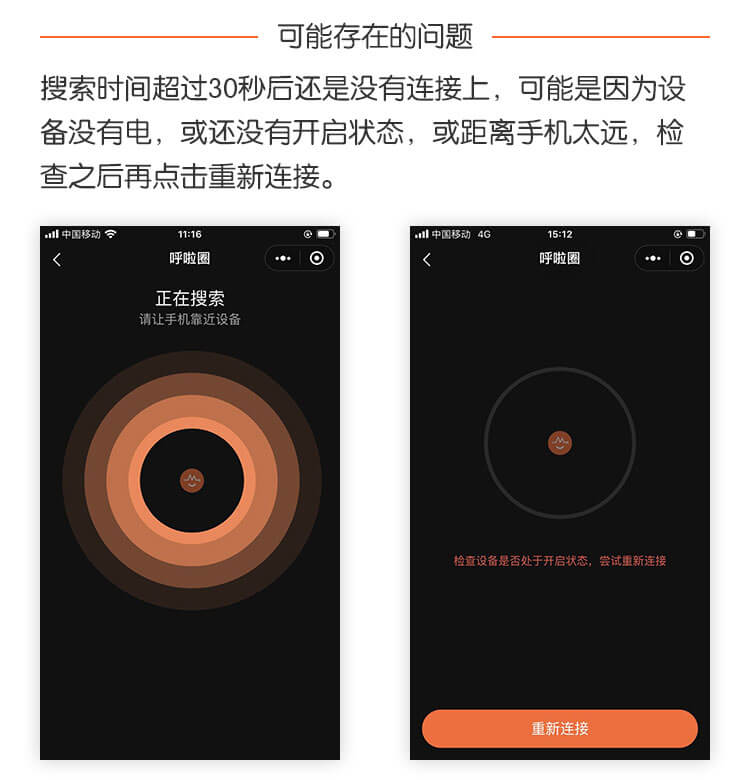 可能存在的问题
搜索时间超过30秒后还是没有连接上，可能是因为设
备没有电，或还没有开启状态，或距离手机太远，检
查之后再点击重新连接。
中国移动 11:16
呼啦圈
正在搜索
请让手机靠近设备
中国移动 4G 15:12
呼啦圈
检查设备是否处于开启状态，尝试重新连接
重新连接